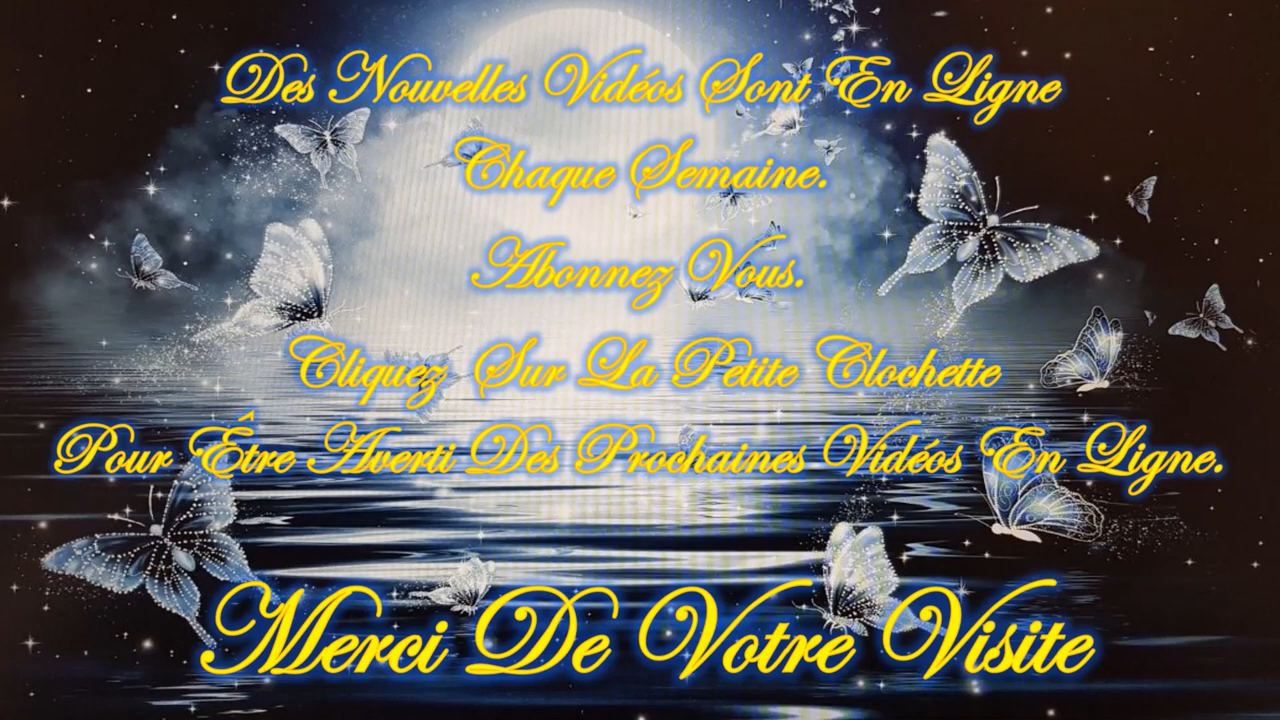 Des Nouvelles Vidéos Sont En Ligne
Chaque Semaine.
Abonnez Vous.
Cliquez Sur La Petite Clochette
Pour Être Averti Des Prochaines Vidéos En Ligne.
Merci De Votre Visite